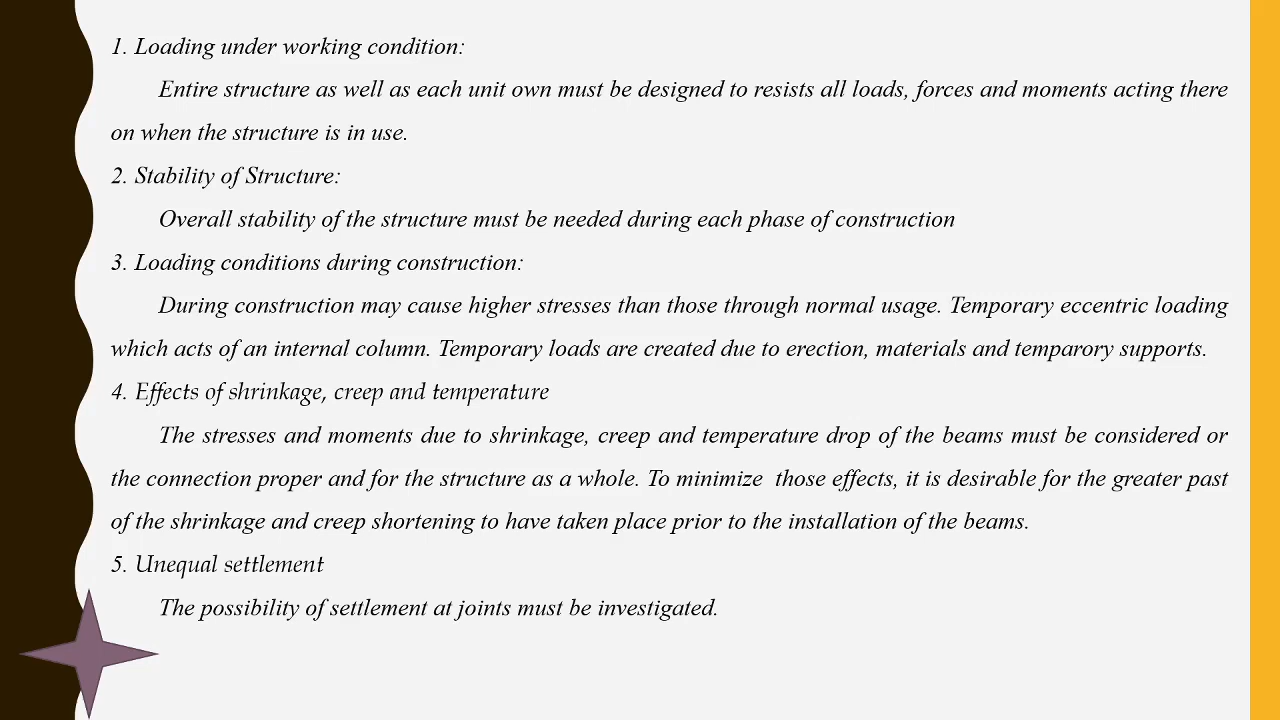 1. Loading under working condition:
Entire structure as well as each unit own must be designed to resists all loads, forces and moments acting there
on when the structure is in use.
2. Stability of Structure:
Overall stability of the structure must be needed during each phase of construction
3. Loading conditions during construction:
During construction may cause higher stresses than those through normal usage. Temporary eccentric loading
which acts of an internal column. Temporary loads are created due to erection, materials and temparory supports.
4. Effects of shrinkage, creep and temperature
The stresses and moments due to shrinkage, creep and temperature drop of the beams must be considered or
the connection proper and for the structure as a whole. To minimize  those effects, it is desirable for the greater past
of the shrinkage and creep shortening to have taken place prior to the installation of the beams.
5. Unequal settlement
The possibility of settlement at joints must be investigated.